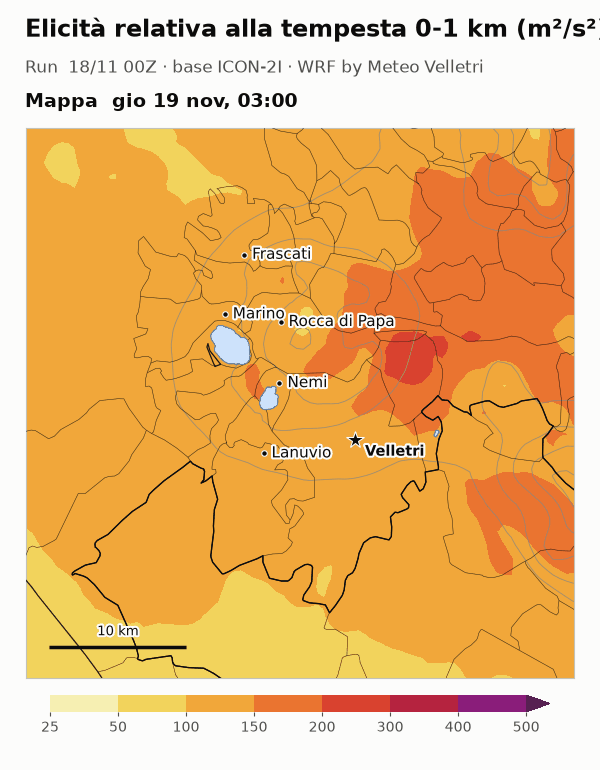 Elicità relativa alla tempesta 0-1 km (m²/s²)
Run  18/11 00Z · base ICON-2I · WRF by Meteo Velletri
Mappa  gio 19 nov, 03:00
Frascati
Marino
Rocca di Papa
Nemi
Velletri
Lanuvio
10 km
25 50 100 150 200 300 400 500